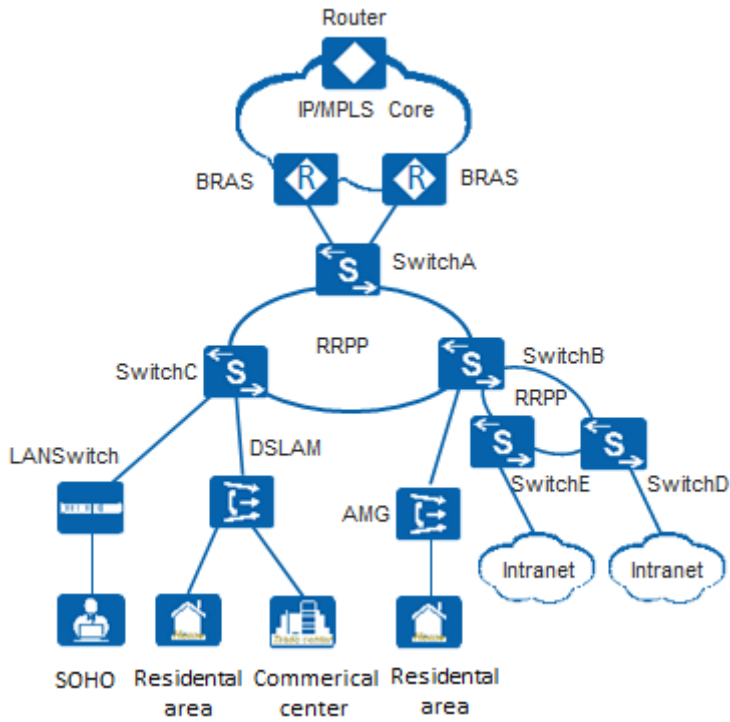 Router
IP/MPLS Core
BRAS
R
R
BRAS
S
SwitchA
RRPP
SwitchB
SwitchC
S
S
RRPP
LANSwitch
DSLAM
S
S
SwitchE
SwitchD
AMG
Intranet
Intranet
SOHO
Residental
area
Commerical
center
Residental
area